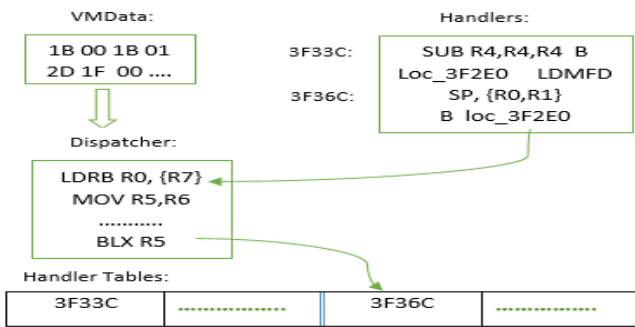 VMData:
1B 00 1B 01
2D 1F 00 ....
Handlers:
3F33C:
SUB R4,R4,R4 B
Loc_3F2E0 LDMFD
3F36C:
SP, {R0,R1}
B loc_3F2E0
Dispatcher:
LDRB R0, {R7}
MOV R5,R6
...........
BLX R5
Handler Tables:
3F33C
................
3F36C
...............